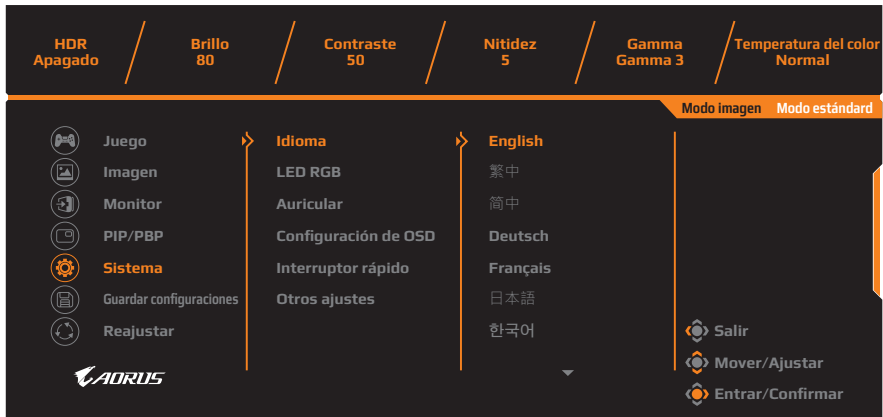 HDR
Apagado
Brillo
80
Contraste
50
Nitidez
5
Gamma
Gamma 3
Temperatura del color
Normal
Modo imagen Modo estándard
Juego
Imagen
Monitor
PIP/PBP
Sistema
Guardar configuraciones
Reajustar
Idioma
LED RGB
Auricular
Configuración de OSD
Interruptor rápido
Otros ajustes
English
繁中
简中
Deutsch
Français
日本語
한국어
Salir
Mover/Ajustar
Entrar/Confirmar
AORUS